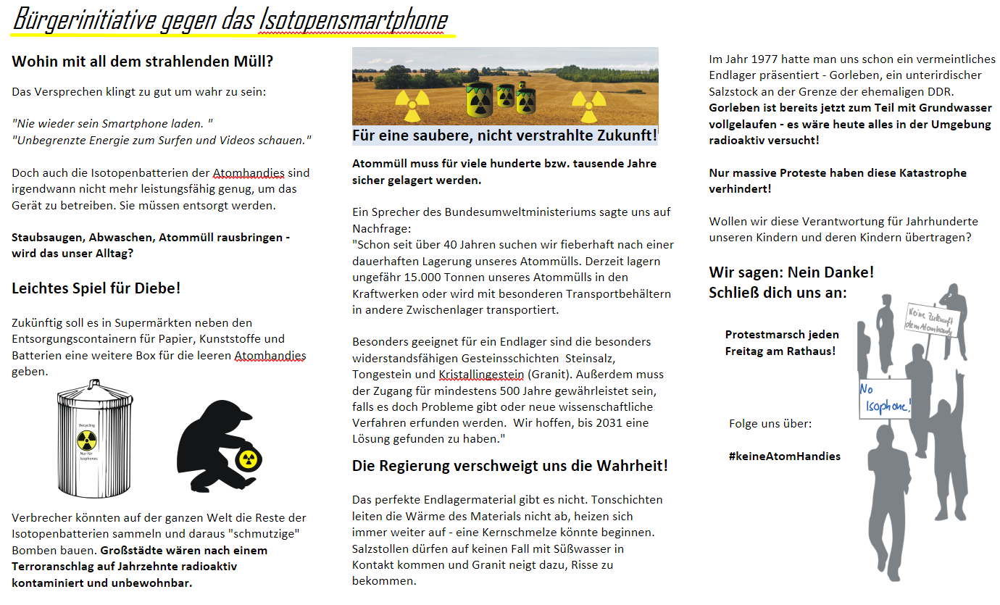 Bürgerinitiative gegen das Isotopensmartphone
Wohin mit all dem strahlenden Müll?
Das Versprechen klingt zu gut um wahr zu sein:
"Nie wieder sein Smartphone laden. "
"Unbegrenzte Energie zum Surfen und Videos schauen."
Doch auch die Isotopenbatterien der Atomhandies sind
irgendwann nicht mehr leistungsfähig genug, um das
Gerät zu betreiben. Sie müssen entsorgt werden.
Staubsaugen, Abwaschen, Atommüll rausbringen -
wird das unser Alltag?
Leichtes Spiel für Diebe!
Zukünftig soll es in Supermärkten neben den
Entsorgungscontainern für Papier, Kunststoffe und
Batterien eine weitere Box für die leeren Atomhandies
geben.
Recycling
Nur für
Isophones
Verbrecher könnten auf der ganzen Welt die Reste der
Isotopenbatterien sammeln und daraus "schmutzige"
Bomben bauen. Großstädte wären nach einem
Terroranschlag auf Jahrzehnte radioaktiv
kontaminiert und unbewohnbar.
Für eine saubere, nicht verstrahlte Zukunft!
Atommüll muss für viele hunderte bzw. tausende Jahre
sicher gelagert werden.
Ein Sprecher des Bundesumweltministeriums sagte uns auf
Nachfrage:
"Schon seit über 40 Jahren suchen wir fieberhaft nach einer
dauerhaften Lagerung unseres Atommülls. Derzeit lagern
ungefähr 15.000 Tonnen unseres Atommülls in den
Kraftwerken oder wird mit besonderen Transportbehältern
in andere Zwischenlager transportiert.
Besonders geeignet für ein Endlager sind die besonders
widerstandsfähigen Gesteinsschichten  Steinsalz,
Tongestein und Kristallingestein (Granit). Außerdem muss
der Zugang für mindestens 500 Jahre gewährleistet sein,
falls es doch Probleme gibt oder neue wissenschaftliche
Verfahren erfunden werden.  Wir hoffen, bis 2031 eine
Lösung gefunden zu haben."
Die Regierung verschweigt uns die Wahrheit!
Das perfekte Endlagermaterial gibt es nicht. Tonschichten
leiten die Wärme des Materials nicht ab, heizen sich
immer weiter auf - eine Kernschmelze könnte beginnen.
Salzstollen dürfen auf keinen Fall mit Süßwasser in
Kontakt kommen und Granit neigt dazu, Risse zu
bekommen.
Im Jahr 1977 hatte man uns schon ein vermeintliches
Endlager präsentiert - Gorleben, ein unterirdischer
Salzstock an der Grenze der ehemaligen DDR.
Gorleben ist bereits jetzt zum Teil mit Grundwasser
vollgelaufen - es wäre heute alles in der Umgebung
radioaktiv versucht!
Nur massive Proteste haben diese Katastrophe
verhindert!
Wollen wir diese Verantwortung für Jahrhunderte
unseren Kindern und deren Kindern übertragen?
Wir sagen: Nein Danke!
Schließ dich uns an:
Keine Zukunft
dem Atomhandy
Protestmarsch jeden
Freitag am Rathaus!
No
Isophone!
Folge uns über:
#keineAtomHandies